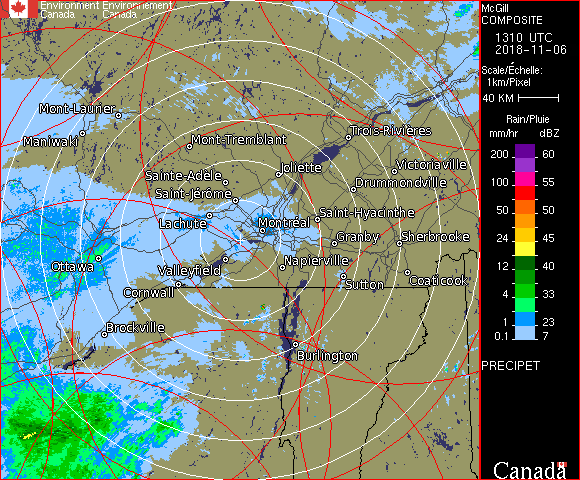 Environment Environnement
Canada Canada
McGill
COMPOSITE
1310 UTC
2018-11-06
Scale/Échelle:
1km/Pixel
40 KM
Rain/Pluie
mm/hr dBZ
200 60
100 55
50 50
24 45
12 40
4 33
1 23
0.1 7
PRECIPET
Mont-Laurier
Maniwaki
Mont-Tremblant
Trois-Rivières
Sainte-Adèle
Joliette
Victoriaville
Saint-Jérôme
Drummondville
Lachute
Montréal
Saint-Hyacinthe
Granby
Sherbrooke
Ottawa
Valleyfield
Napierville
Cornwall
Sutton
Coaticook
Brockville
Burlington
Canada